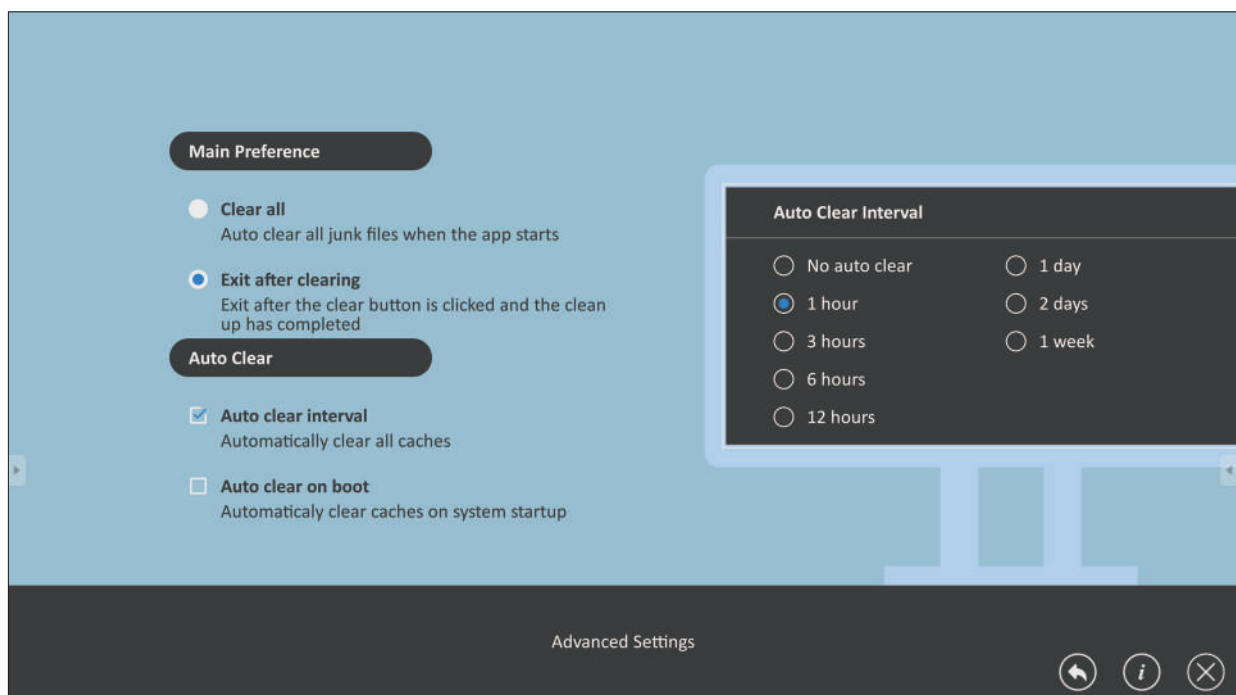 Main Preference
Clear all
Auto clear all junk files when the app starts
Exit after clearing
Exit after the clear button is clicked and the clean
up has completed
Auto Clear
Auto clear interval
Automatically clear all caches
Auto clear on boot
Automaticaly clear caches on system startup
Auto Clear Interval
No auto clear
1 hour
3 hours
6 hours
12 hours
1 day
2 days
1 week
Advanced Settings
i